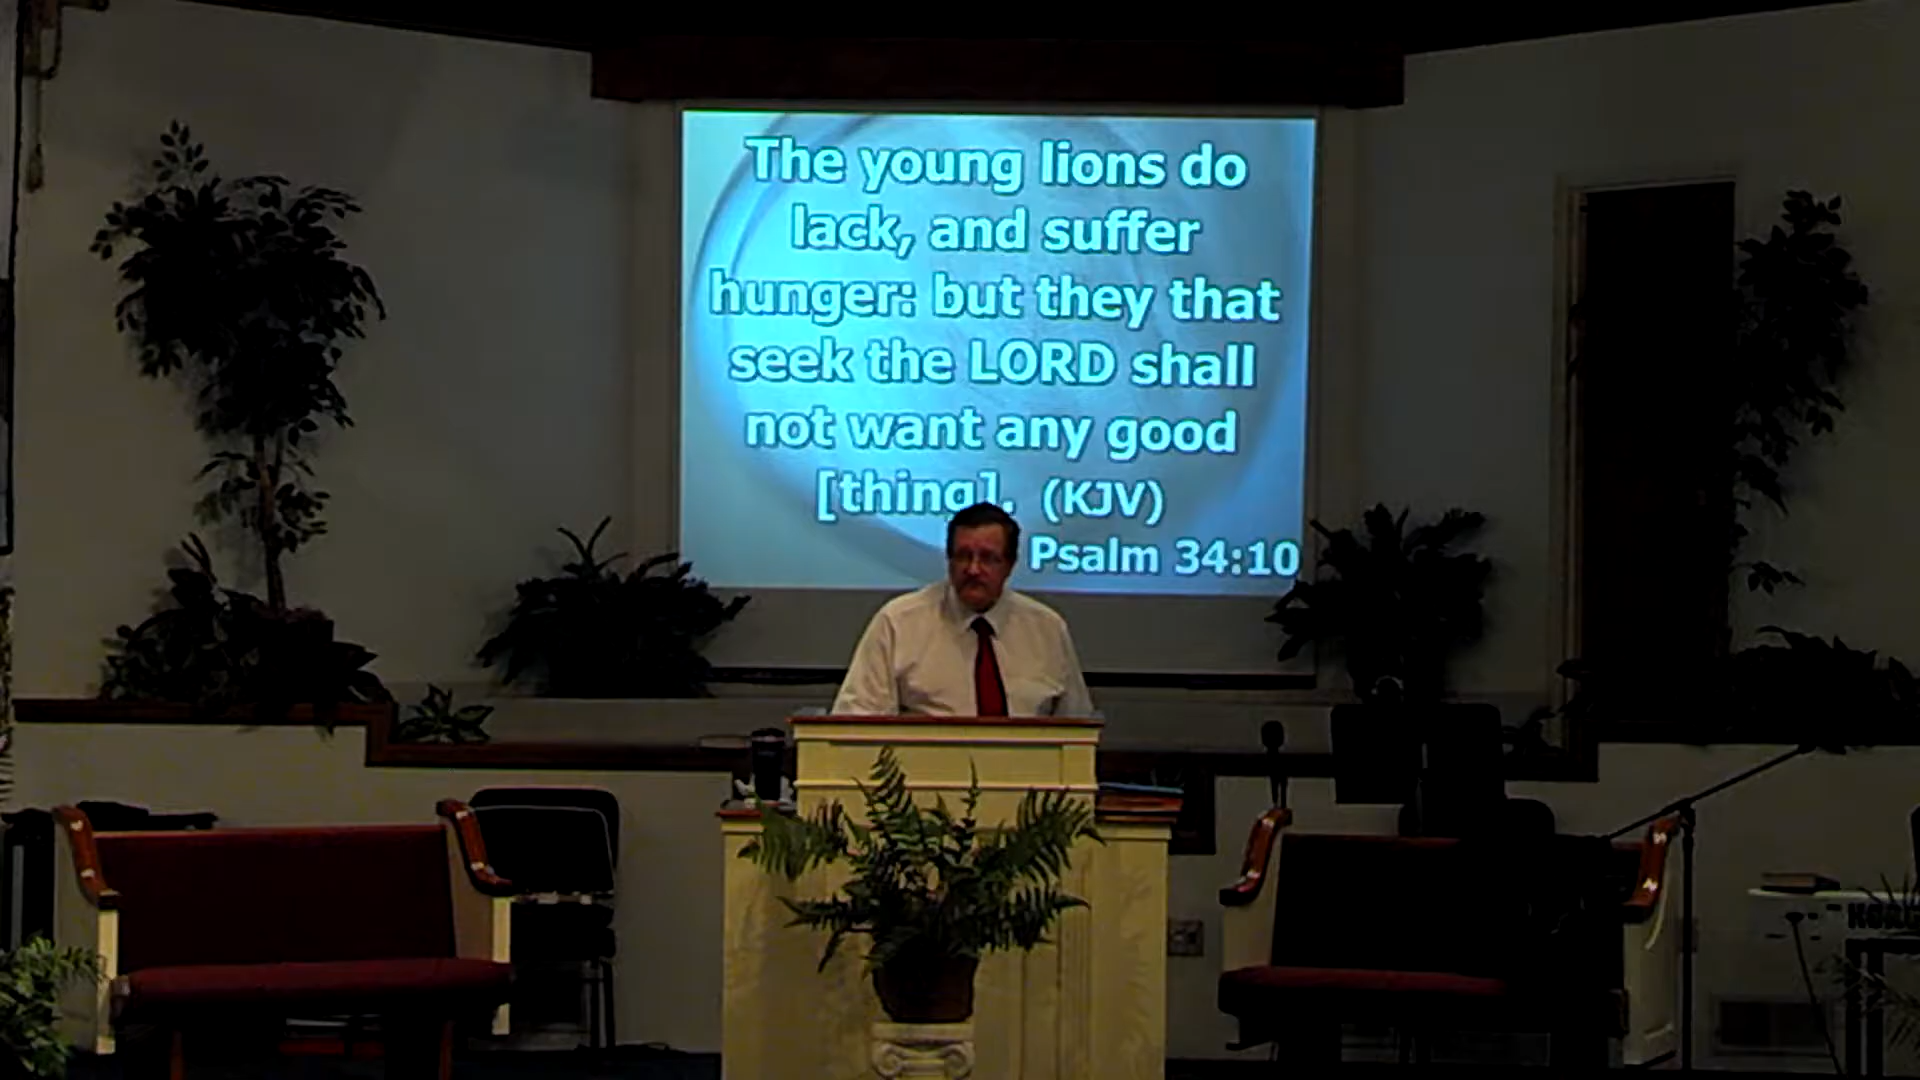 The young lions do
lack, and suffer
hunger: but they that
seek the LORD shall
not want any good
[thing]. (KJV)
Psalm 34:10